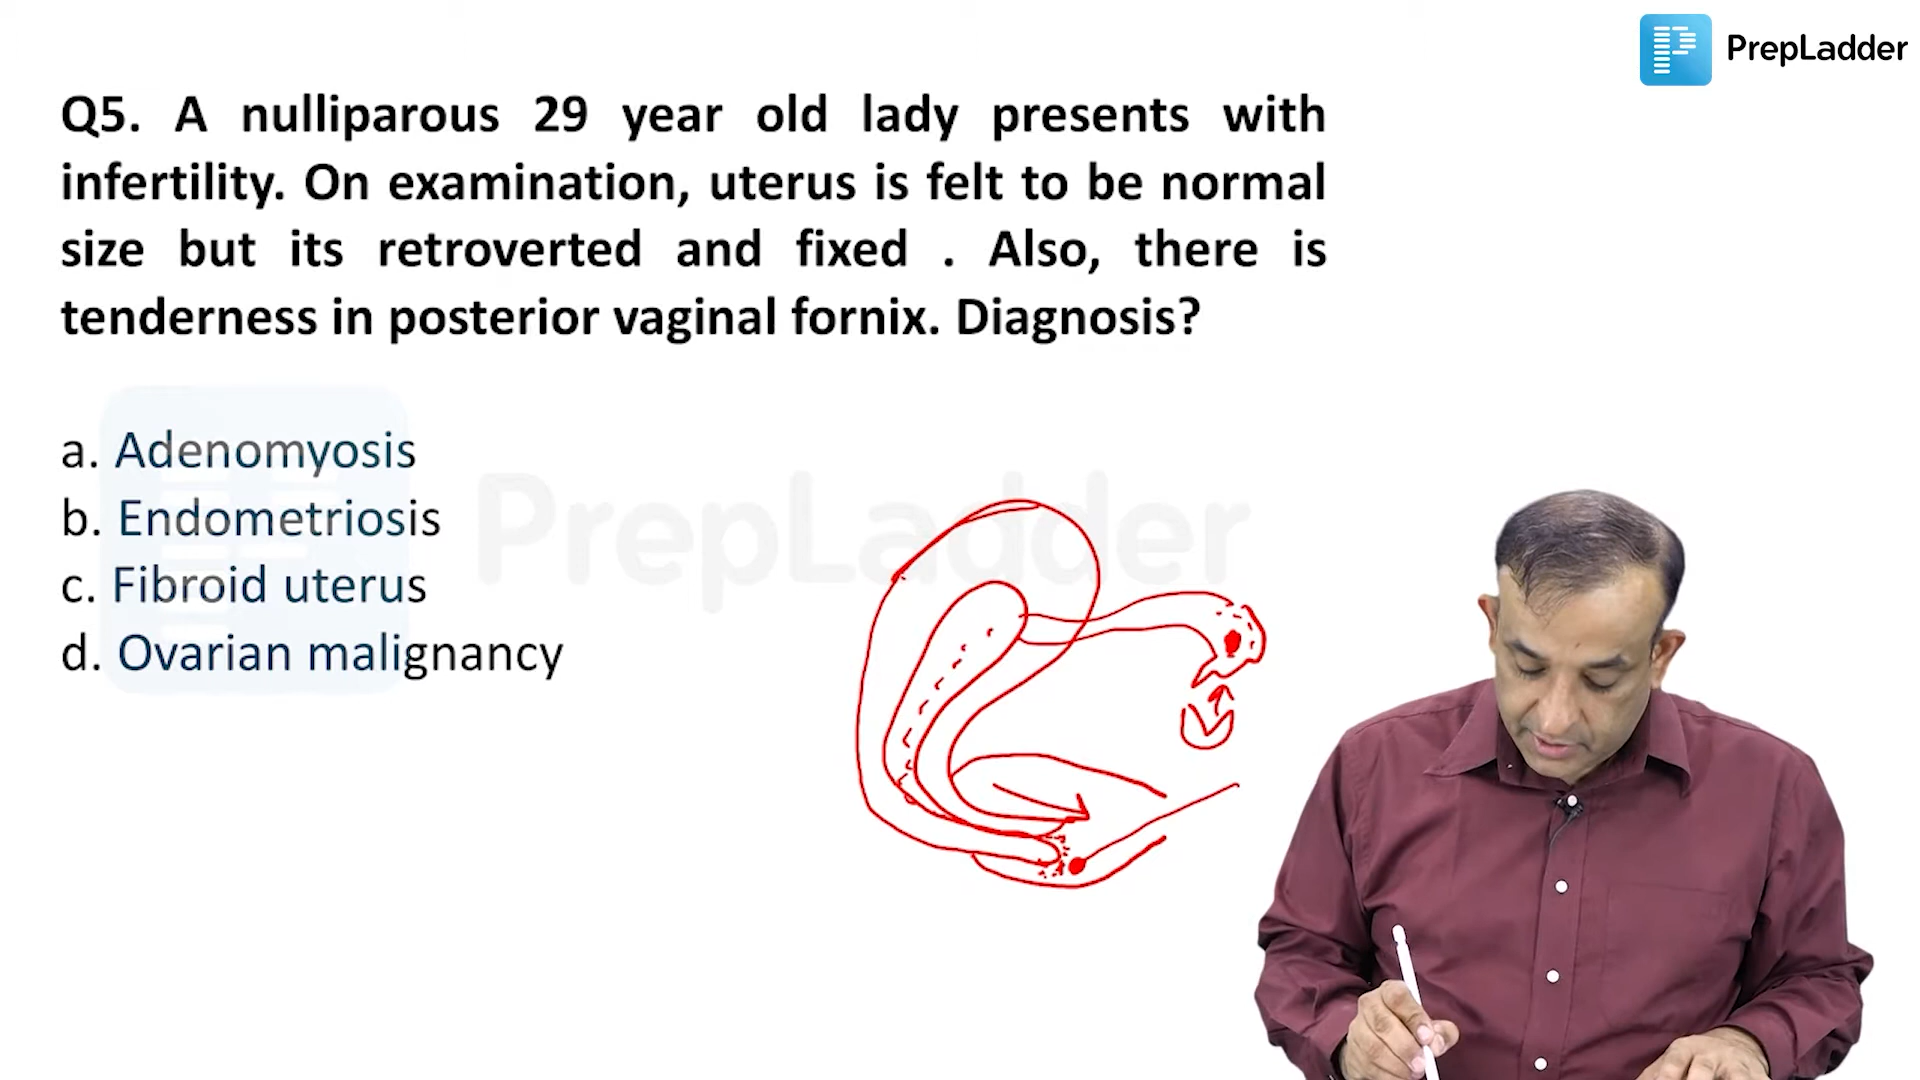 PrepLadder
Q5. A nulliparous 29 year old lady presents with
infertility. On examination, uterus is felt to be normal
size but its retroverted and fixed . Also, there is
tenderness in posterior vaginal fornix. Diagnosis?
a. Adenomyosis
b. Endometriosis
c. Fibroid uterus
d. Ovarian malignancy
PrepLadder